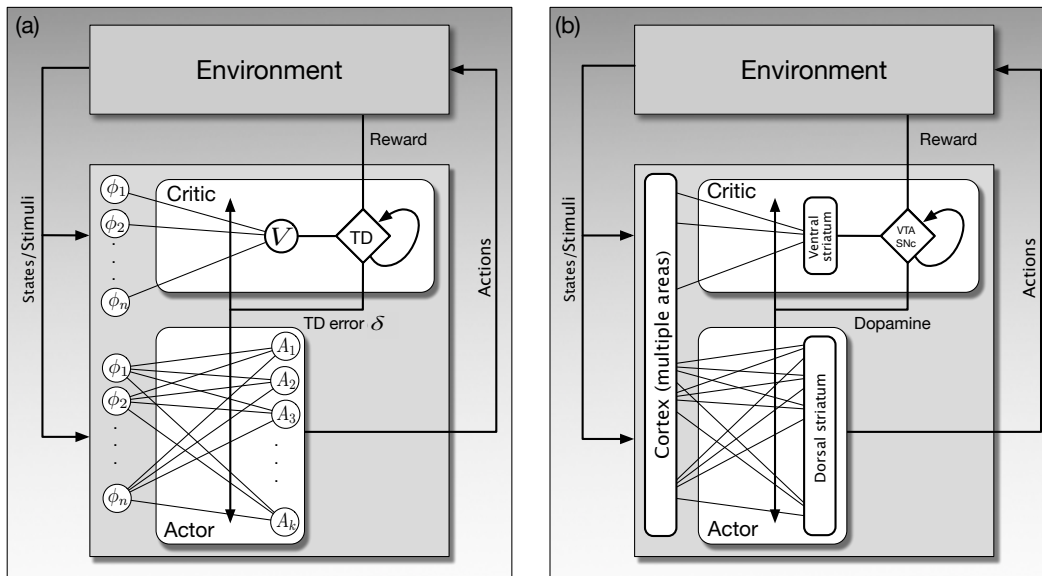 (a)
Environment
Reward
States/Stimuli
Actions
Critic
ϕ₁
ϕ₂
.
.
.
ϕₙ
V
TD
TD error δ
ϕ₁
ϕ₂
.
.
.
ϕₙ
A₁
A₂
A₃
.
.
.
Aₖ
Actor
(b)
Environment
Reward
States/Stimuli
Actions
Critic
Cortex (multiple areas)
Ventral
striatum
VTA
SNc
Dopamine
Dorsal striatum
Actor